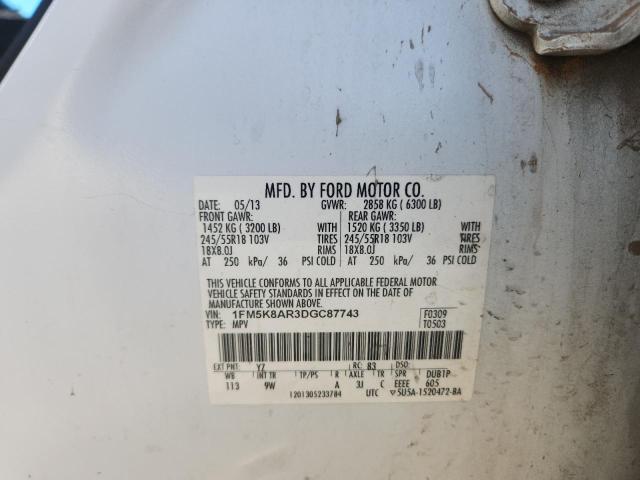 MFD. BY FORD MOTOR CO.
DATE: 05/13 GVWR: 2858 KG ( 6300 LB)
FRONT GAWR: REAR GAWR:
1452 KG ( 3200 LB) WITH 1520 KG ( 3350 LB) WITH
245/55R18 103V TIRES 245/55R18 103V TIRES
18X8.0J RIMS 18X8.0J RIMS
AT 250 kPa/ 36 PSI COLD AT 250 kPa/ 36 PSI COLD
THIS VEHICLE CONFORMS TO ALL APPLICABLE FEDERAL MOTOR
VEHICLE SAFETY STANDARDS IN EFFECT ON THE DATE OF
MANUFACTURE SHOWN ABOVE.
VIN: 1FM5K8AR3DGC87743 F0309
TYPE: MPV T0503
EXT PNT: Y7 RC: 83 DSO:
WB INT TR TP/PS R AXLE TR SPR DUB1P
113 9W A 3J C EEEE 605
1201305233784 UTC 5U5A-1520472-BA